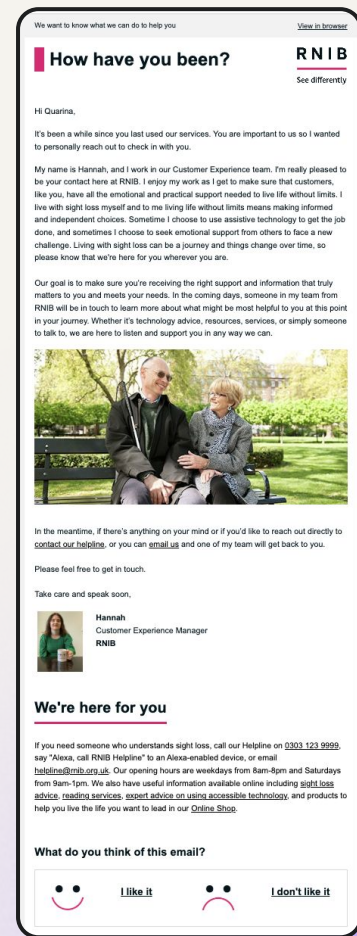 We want to know what we can do to help you
View in browser
How have you been?
RNIB
See differently
Hi Quarina,
It's been a while since you last used our services. You are important to us so I wanted
to personally reach out to check in with you.
My name is Hannah, and I work in our Customer Experience team. I'm really pleased to
be your contact here at RNIB. I enjoy my work as I get to make sure that customers,
like you, have all the emotional and practical support needed to live life without limits. I
live with sight loss myself and to me living life without limits means making informed
and independent choices. Sometime I choose to use assistive technology to get the job
done, and sometimes I choose to seek emotional support from others to face a new
challenge. Living with sight loss can be a journey and things change over time, so
please know that we're here for you wherever you are.
Our goal is to make sure you're receiving the right support and information that truly
matters to you and meets your needs. In the coming days, someone in my team from
RNIB will be in touch to learn more about what might be most helpful to you at this point
in your journey. Whether it's technology advice, resources, services, or simply someone
to talk to, we are here to listen and support you in any way we can.
In the meantime, if there's anything on your mind or if you'd like to reach out directly to
contact our helpline, or you can email us and one of my team will get back to you.
Please feel free to get in touch.
Take care and speak soon,
Hannah
Customer Experience Manager
RNIB
We're here for you
If you need someone who understands sight loss, call our Helpline on 0303 123 9999,
say "Alexa, call RNIB Helpline" to an Alexa-enabled device, or email
helpline@rnib.org.uk. Our opening hours are weekdays from 8am-8pm and Saturdays
from 9am-1pm. We also have useful information available online including sight loss
advice, reading services, expert advice on using accessible technology, and products to
help you live the life you want to lead in our Online Shop.
What do you think of this email?
I like it
I don't like it